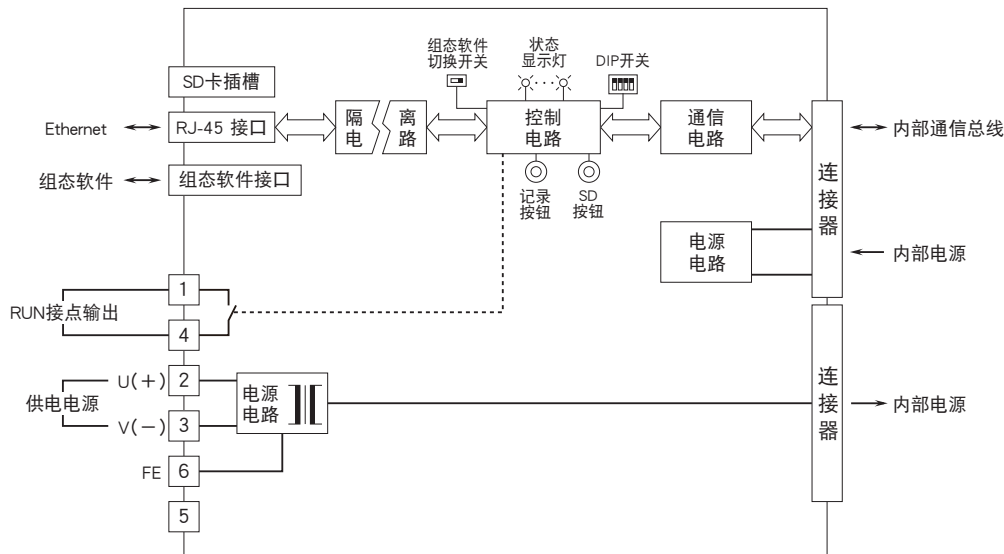 组态软件
切换开关
状态
显示灯
DIP开关
SD卡插槽
Ethernet
RJ-45 接口
隔 离
电 路
控制
电路
通信
电路
内部通信总线
组态软件
组态软件接口
记录
按钮
SD
按钮
连
接
器
电源
电路
内部电源
1
RUN接点输出
4
U(+)
2
供电电源
电源
电路
V(-)
3
连
接
器
内部电源
FE
6
5